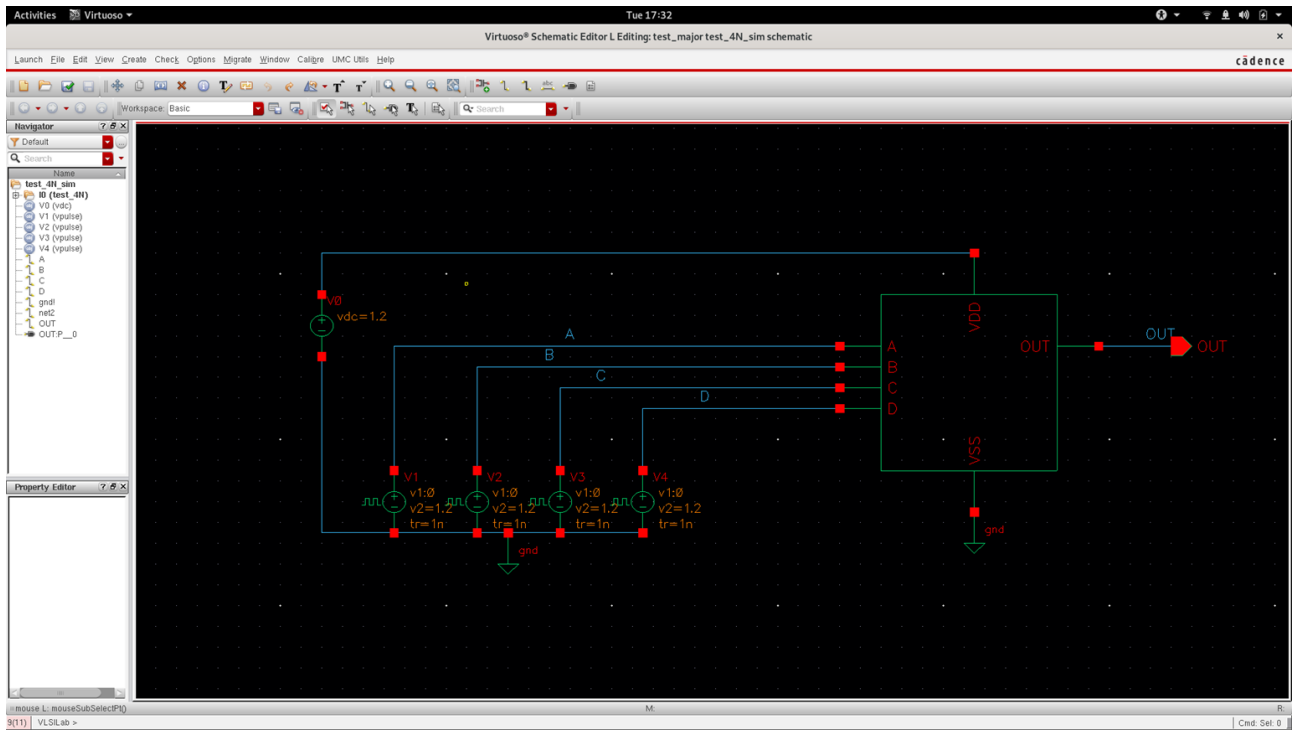 Activities Virtuoso Tue 17:32
Virtuoso® Schematic Editor L Editing: test_major test_4N_sim schematic
Launch File Edit View Create Check Options Migrate Window Calibre UMC Utils Help cādence
Workspace: Basic Search
Navigator
Default
Search
Name
test_4N_sim
I0 (test_4N)
V0 (vdc)
V1 (vpulse)
V2 (vpulse)
V3 (vpulse)
V4 (vpulse)
A
B
C
D
gnd!
net2
OUT
OUT:P__0
Property Editor
V0
vdc=1.2
A
B
C
D
VDD
A
B
C
D
OUT
VSS
OUT
OUT
V1 V2 V3 V4
v1:0 v1:0 v1:0 v1:0
v2=1.2 v2=1.2 v2=1.2 v2=1.2
tr=1n tr=1n tr=1n tr=1n
gnd
gnd
mouse L: mouseSubSelectPt() M: R:
9(11) VLSILab > Cmd: Sel: 0